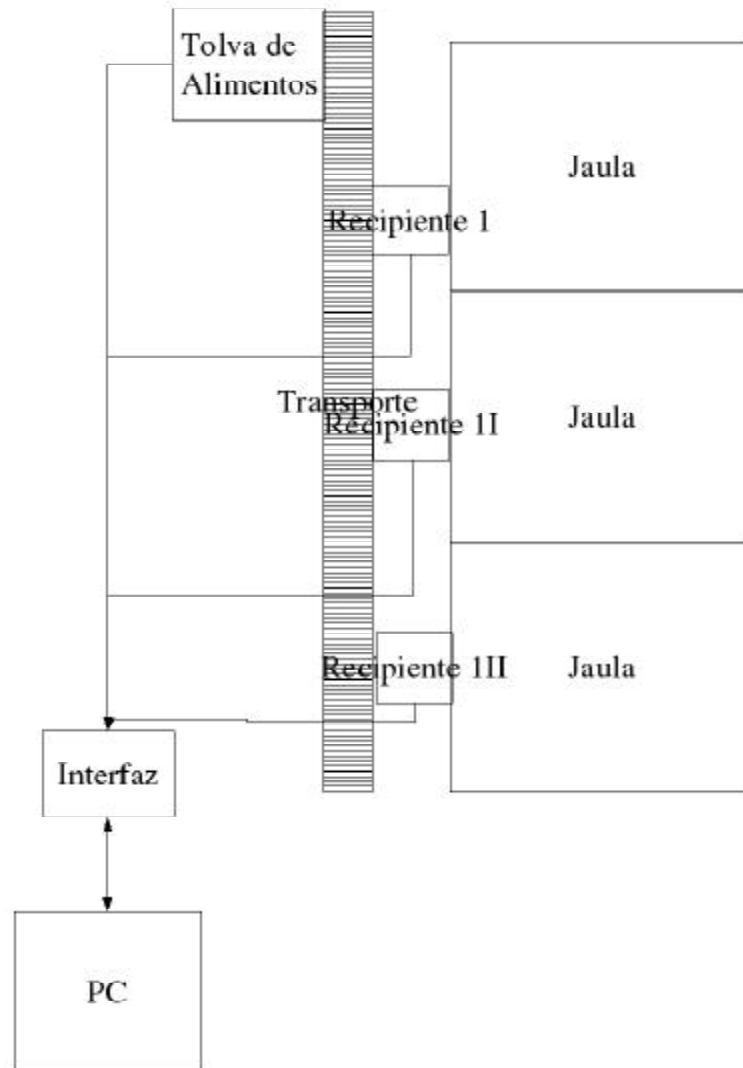 Tolva de
Alimentos
Jaula
Recipiente 1
Transporte
Recipiente 1I
Jaula
Recipiente 1II
Jaula
Interfaz
PC